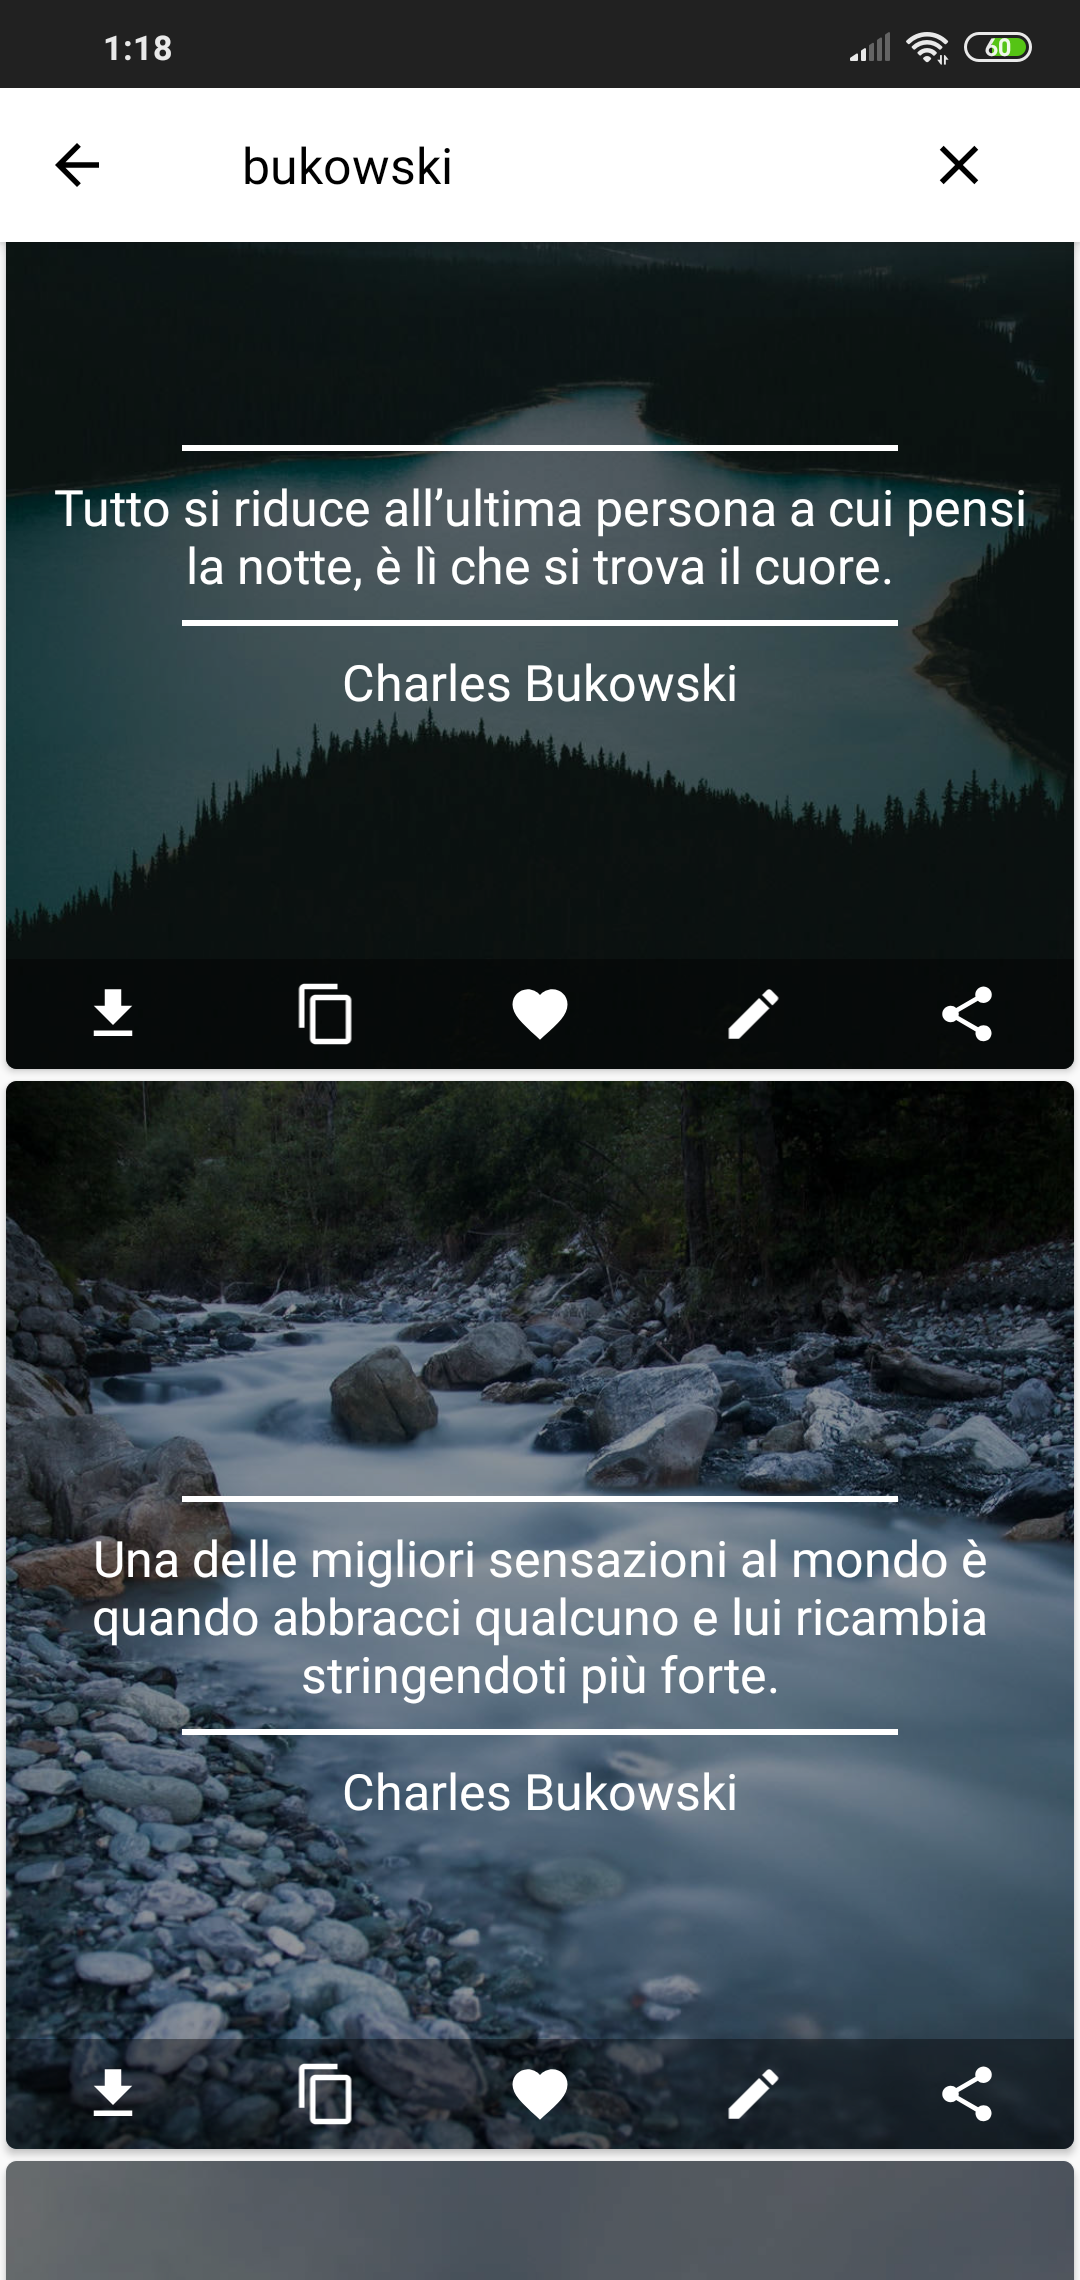 1:18
60
bukowski
Tutto si riduce all’ultima persona a cui pensi
la notte, è lì che si trova il cuore.
Charles Bukowski
Una delle migliori sensazioni al mondo è
quando abbracci qualcuno e lui ricambia
stringendoti più forte.
Charles Bukowski